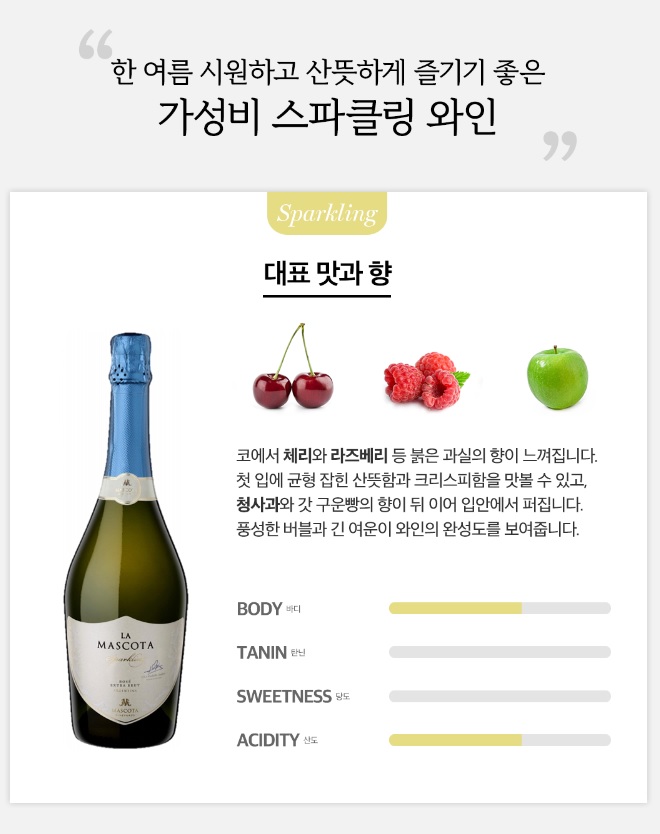 “
한 여름 시원하고 산뜻하게 즐기기 좋은
가성비 스파클링 와인
”
Sparkling
대표 맛과 향
코에서 체리와 라즈베리 등 붉은 과실의 향이 느껴집니다.
첫 입에 균형 잡힌 산뜻함과 크리스피함을 맛볼 수 있고,
청사과와 갓 구운빵의 향이 뒤 이어 입안에서 퍼집니다.
풍성한 버블과 긴 여운이 와인의 완성도를 보여줍니다.
LA
MASCOTA
Sparkling
EXTRA BRUT
MASCOTA
BODY 바디
TANIN 탄닌
SWEETNESS 당도
ACIDITY 산도